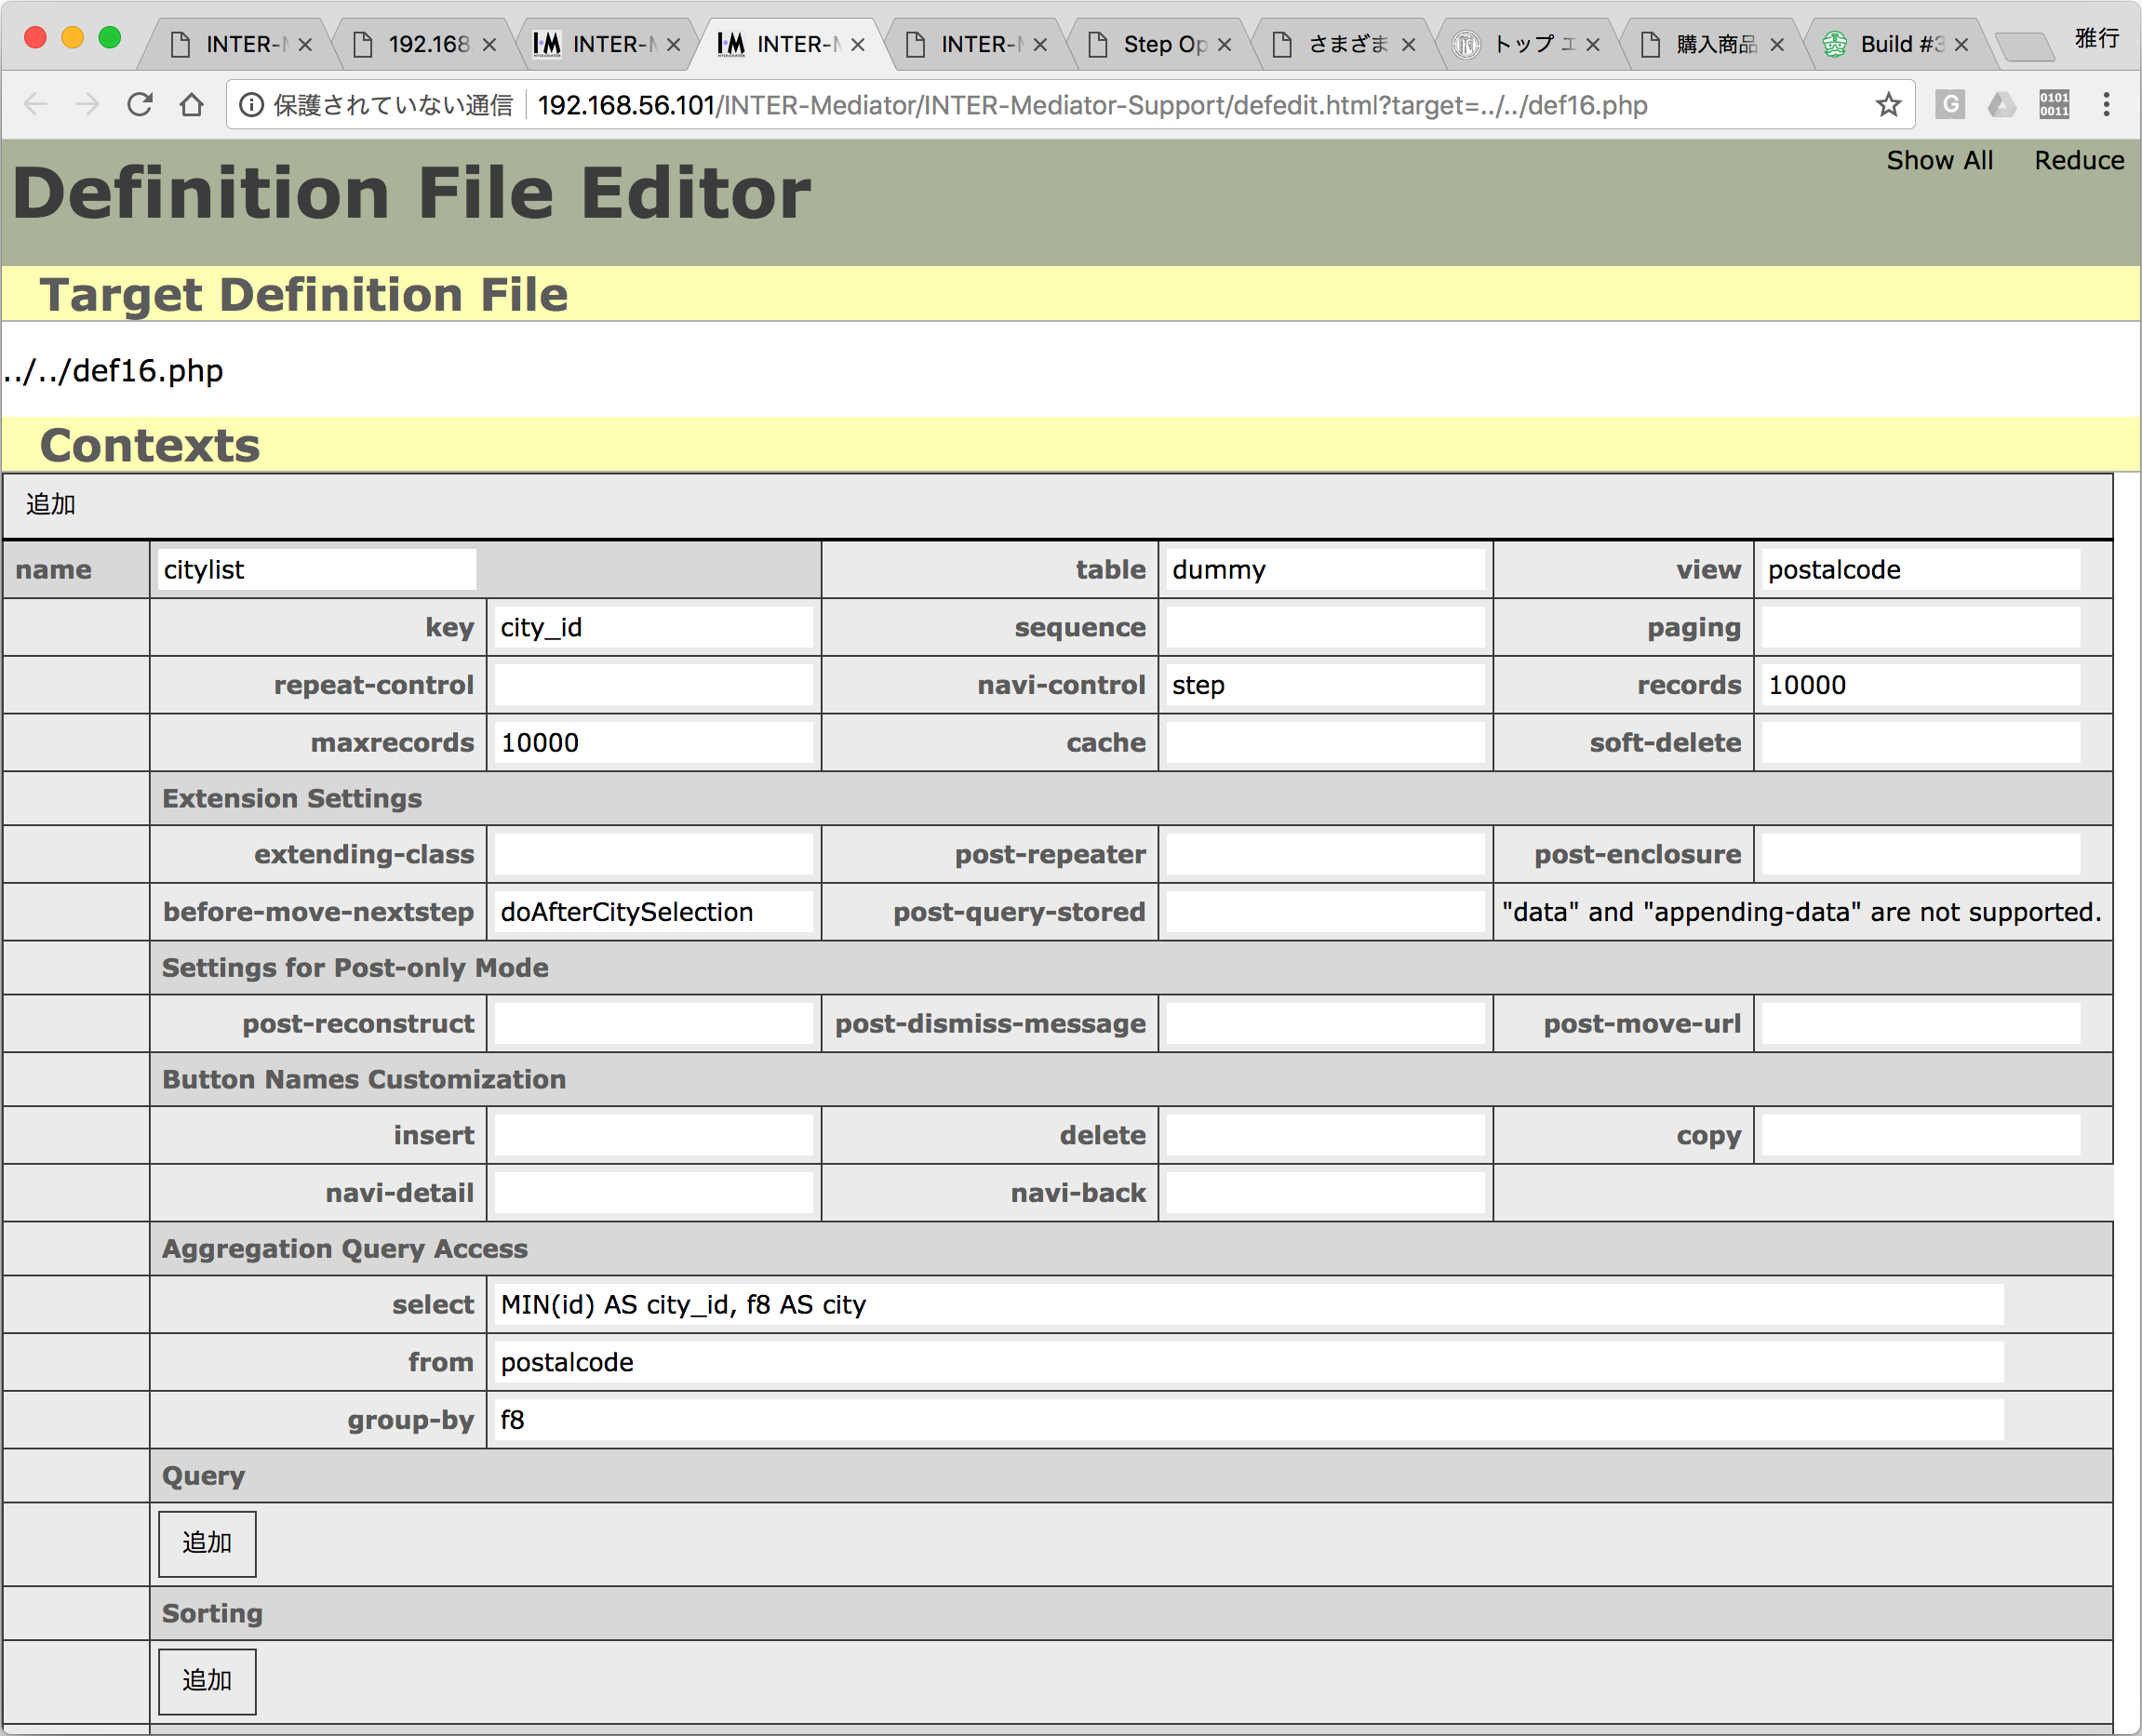 INTER-M 192.168 INTER-M INTER-M INTER-M Step Op さまざま トップ エ 購入商品 Build #3 雅行
保護されていない通信 192.168.56.101/INTER-Mediator/INTER-Mediator-Support/defedit.html?target=../../def16.php
Show All Reduce
Definition File Editor
Target Definition File
../../def16.php
Contexts
追加
name citylist table dummy view postalcode
key city_id sequence paging
repeat-control navi-control step records 10000
maxrecords 10000 cache soft-delete
Extension Settings
extending-class post-repeater post-enclosure
before-move-nextstep doAfterCitySelection post-query-stored "data" and "appending-data" are not supported.
Settings for Post-only Mode
post-reconstruct post-dismiss-message post-move-url
Button Names Customization
insert delete copy
navi-detail navi-back
Aggregation Query Access
select MIN(id) AS city_id, f8 AS city
from postalcode
group-by f8
Query
追加
Sorting
追加